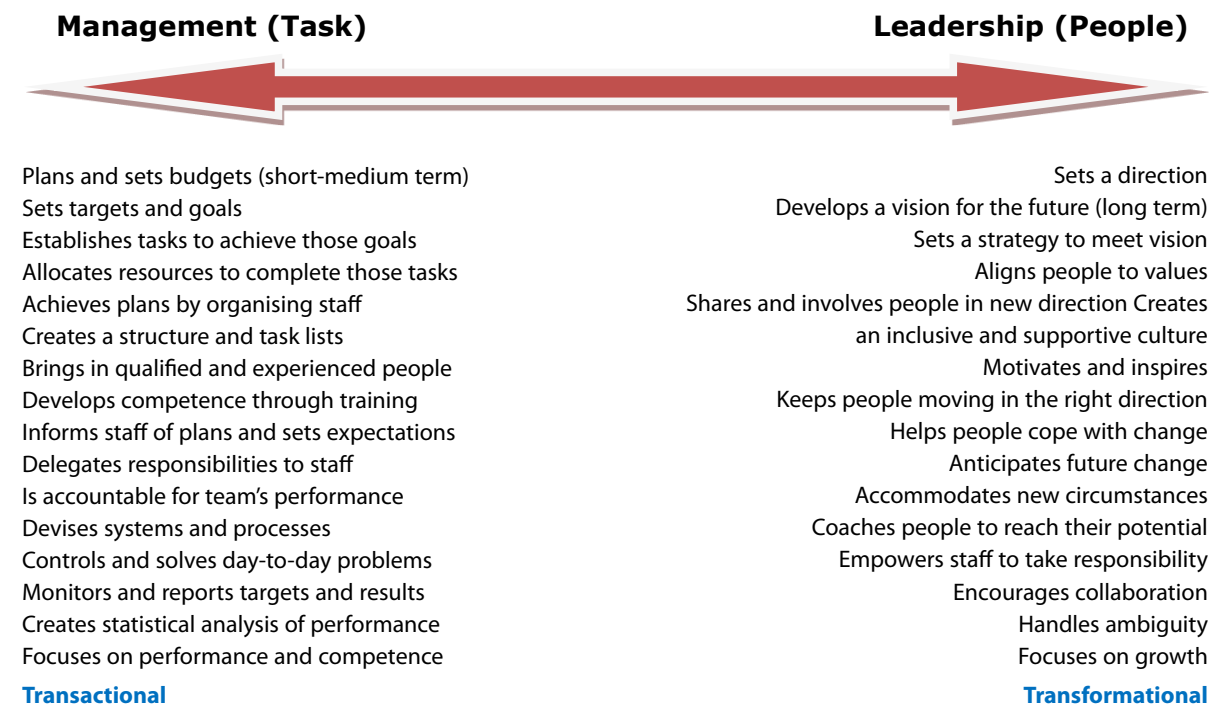 Management (Task)
Leadership (People)
Plans and sets budgets (short-medium term)
Sets targets and goals
Establishes tasks to achieve those goals
Allocates resources to complete those tasks
Achieves plans by organising staff
Creates a structure and task lists
Brings in qualified and experienced people
Develops competence through training
Informs staff of plans and sets expectations
Delegates responsibilities to staff
Is accountable for team's performance
Devises systems and processes
Controls and solves day-to-day problems
Monitors and reports targets and results
Creates statistical analysis of performance
Focuses on performance and competence
Transactional
Sets a direction
Develops a vision for the future (long term)
Sets a strategy to meet vision
Aligns people to values
Shares and involves people in new direction Creates
an inclusive and supportive culture
Motivates and inspires
Keeps people moving in the right direction
Helps people cope with change
Anticipates future change
Accommodates new circumstances
Coaches people to reach their potential
Empowers staff to take responsibility
Encourages collaboration
Handles ambiguity
Focuses on growth
Transformational